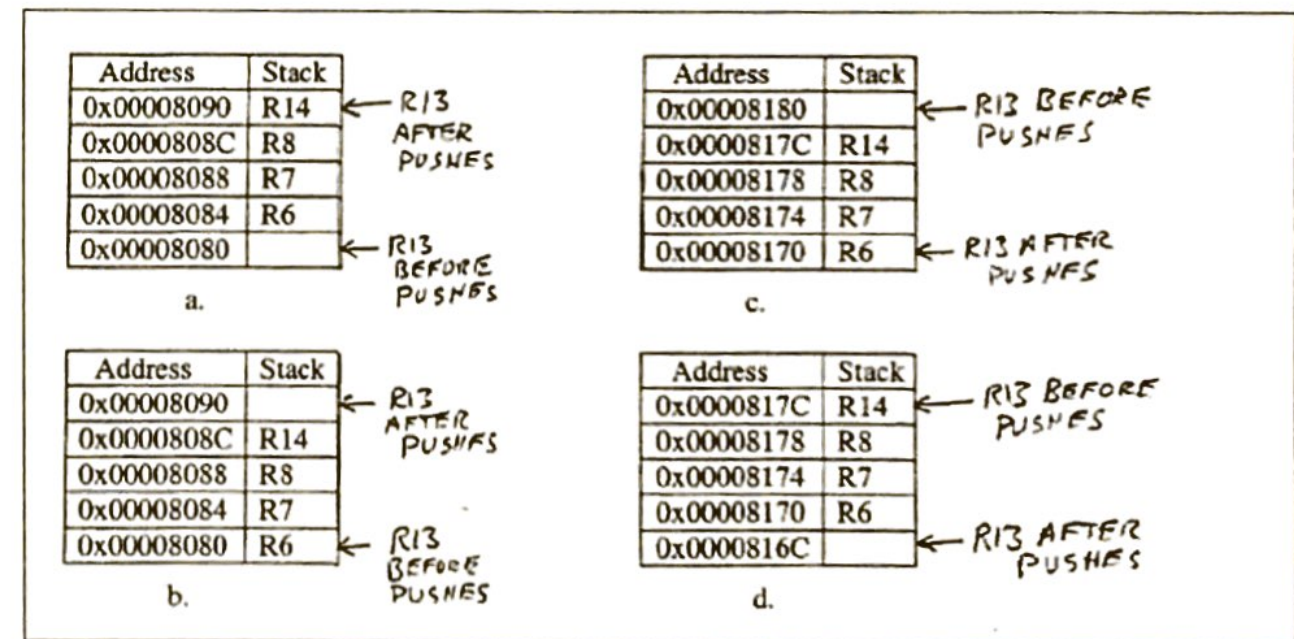 Address Stack
0x00008090 R14
0x0000808C R8
0x00008088 R7
0x00008084 R6
0x00008080
R13
AFTER
PUSHES
R13
BEFORE
PUSHES
a.
Address Stack
0x00008180
0x0000817C R14
0x00008178 R8
0x00008174 R7
0x00008170 R6
R13 BEFORE
PUSHES
R13 AFTER
PUSHES
c.
Address Stack
0x00008090
0x0000808C R14
0x00008088 R8
0x00008084 R7
0x00008080 R6
R13
AFTER
PUSHES
R13
BEFORE
PUSHES
b.
Address Stack
0x0000817C R14
0x00008178 R8
0x00008174 R7
0x00008170 R6
0x0000816C
R13 BEFORE
PUSHES
R13 AFTER
PUSHES
d.